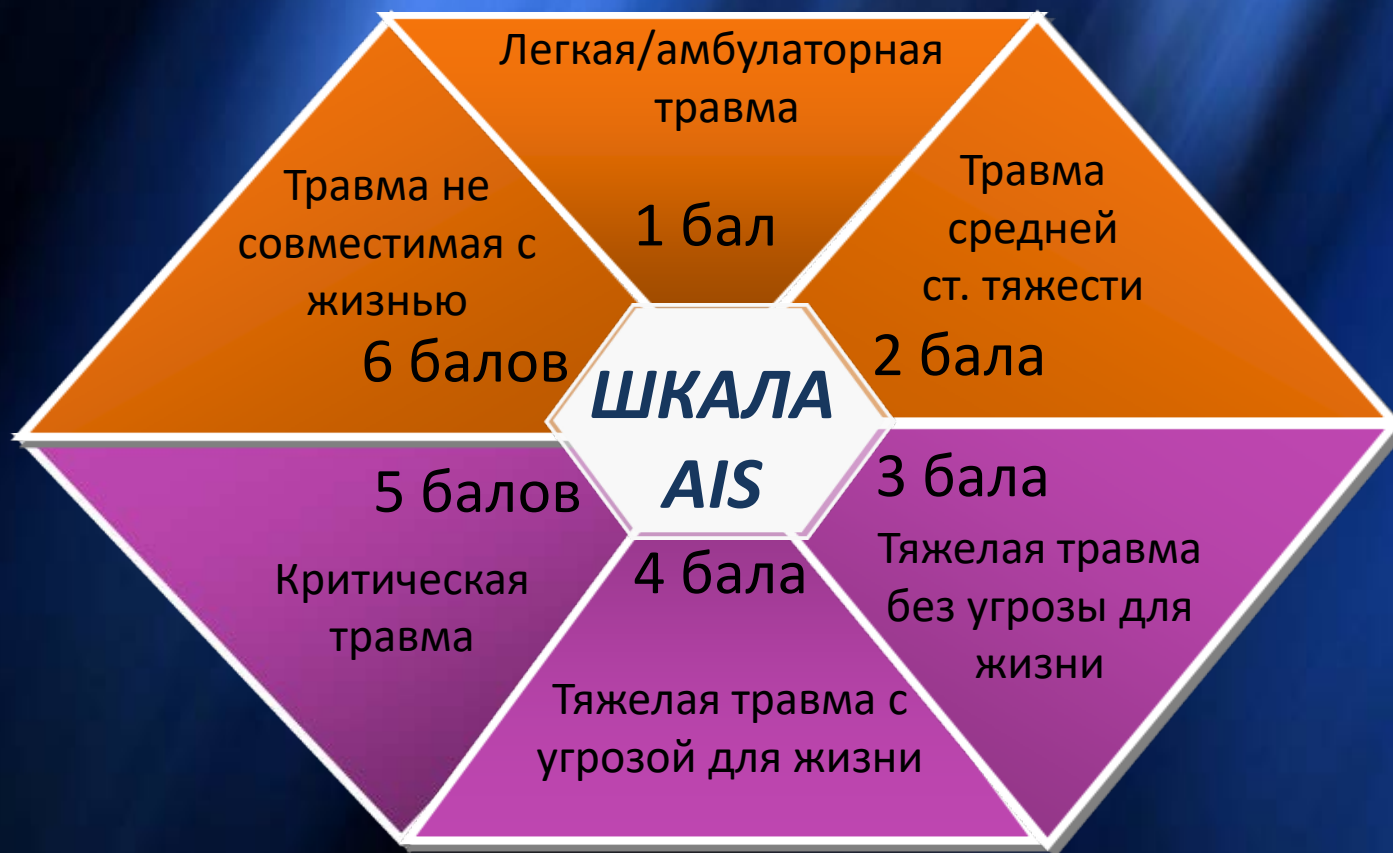 Легкая/амбулаторная
травма
1 бал
Травма
средней
ст. тяжести
2 бала
3 бала
Тяжелая травма
без угрозы для
жизни
4 бала
Тяжелая травма с
угрозой для жизни
5 балов
Критическая
травма
Травма не
совместимая с
жизнью
6 балов
ШКАЛА
AIS